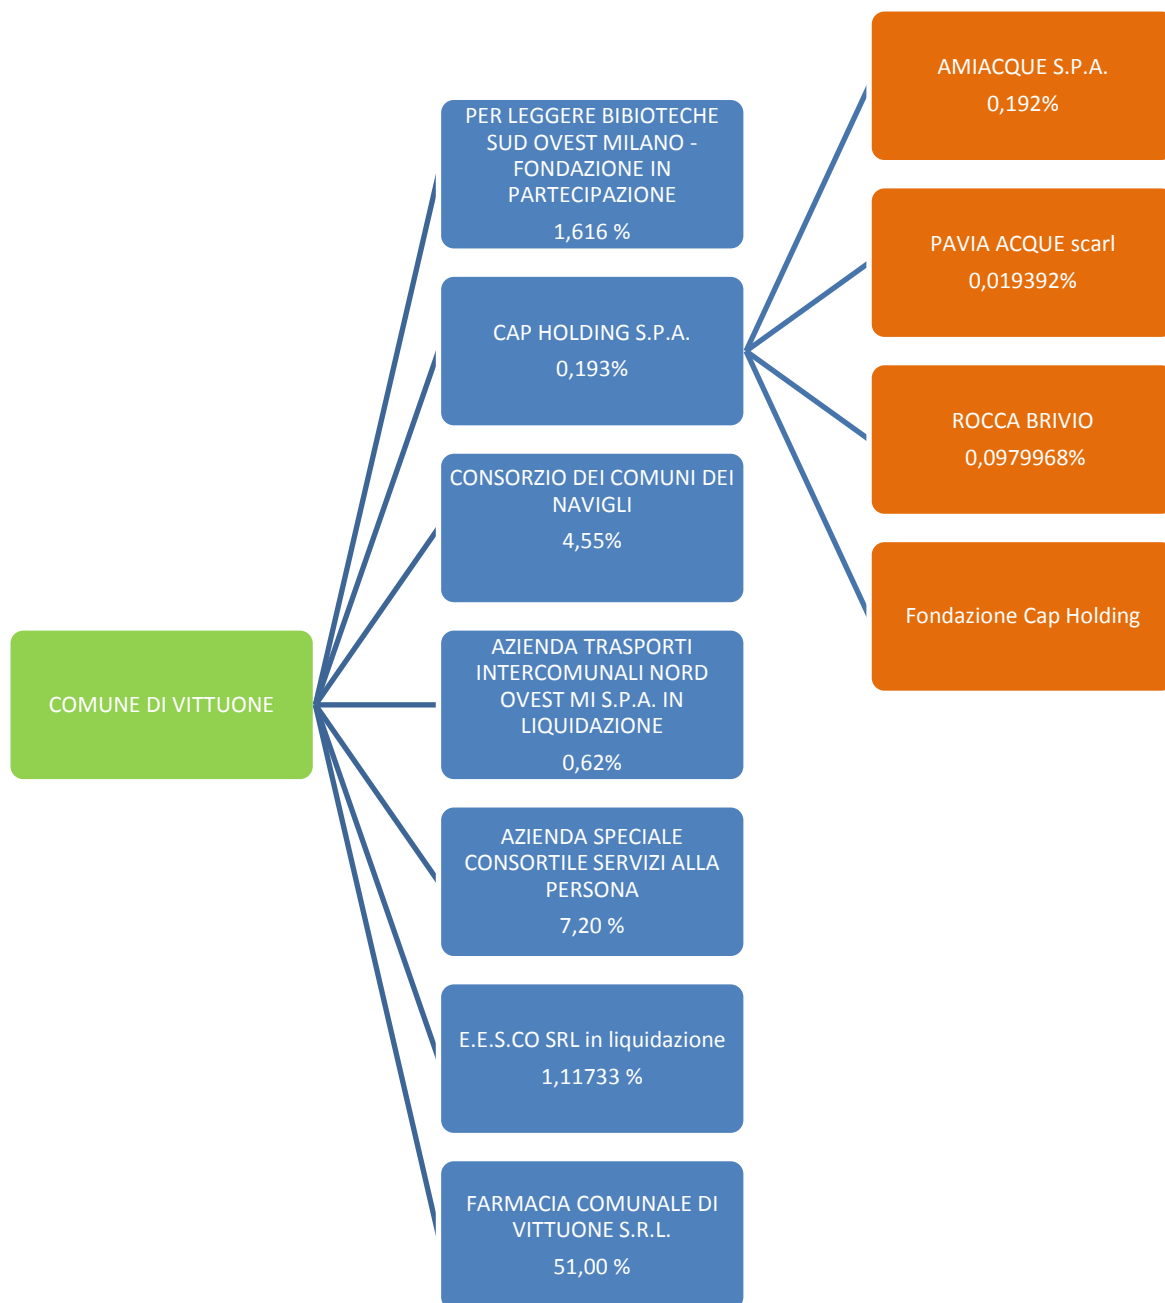 COMUNE DI VITTUONE
PER LEGGERE BIBIOTECHE
SUD OVEST MILANO -
FONDAZIONE IN
PARTECIPAZIONE
1,616 %
CAP HOLDING S.P.A.
0,193%
CONSORZIO DEI COMUNI DEI
NAVIGLI
4,55%
AZIENDA TRASPORTI
INTERCOMUNALI NORD
OVEST MI S.P.A. IN
LIQUIDAZIONE
0,62%
AZIENDA SPECIALE
CONSORTILE SERVIZI ALLA
PERSONA
7,20 %
E.E.S.CO SRL in liquidazione
1,11733 %
FARMACIA COMUNALE DI
VITTUONE S.R.L.
51,00 %
AMIACQUE S.P.A.
0,192%
PAVIA ACQUE scarl
0,019392%
ROCCA BRIVIO
0,0979968%
Fondazione Cap Holding